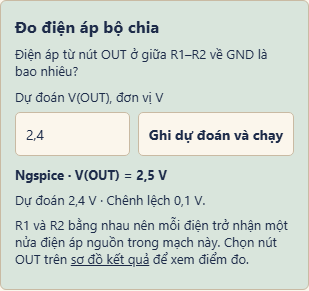 Đo điện áp bộ chia
Điện áp từ nút OUT ở giữa R1–R2 về GND là
bao nhiêu?
Dự đoán V(OUT), đơn vị V
2,4
Ghi dự đoán và chạy
Ngspice · V(OUT) = 2,5 V
Dự đoán 2,4 V · Chênh lệch 0,1 V.
R1 và R2 bằng nhau nên mỗi điện trở nhận một
nửa điện áp nguồn trong mạch này. Chọn nút
OUT trên sơ đồ kết quả để xem điểm đo.